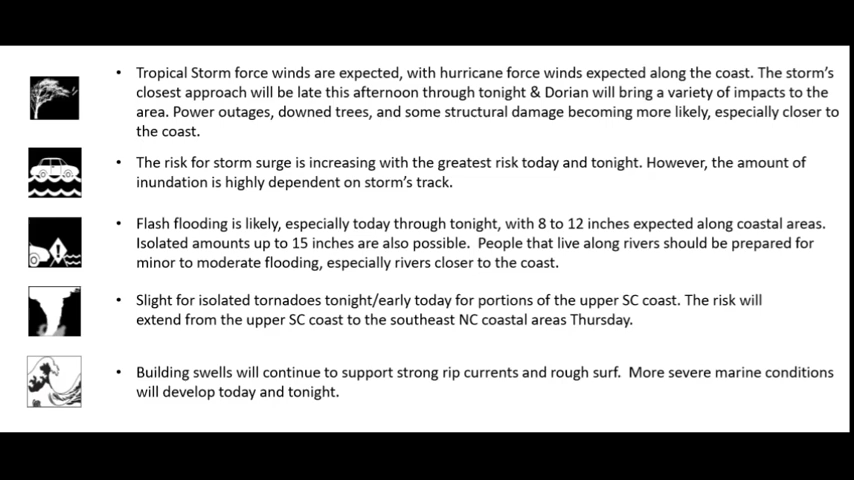 • Tropical Storm force winds are expected, with hurricane force winds expected along the coast. The storm's
closest approach will be late this afternoon through tonight & Dorian will bring a variety of impacts to the
area. Power outages, downed trees, and some structural damage becoming more likely, especially closer to
the coast.
• The risk for storm surge is increasing with the greatest risk today and tonight. However, the amount of
inundation is highly dependent on storm's track.
• Flash flooding is likely, especially today through tonight, with 8 to 12 inches expected along coastal areas.
Isolated amounts up to 15 inches are also possible.  People that live along rivers should be prepared for
minor to moderate flooding, especially rivers closer to the coast.
• Slight for isolated tornadoes tonight/early today for portions of the upper SC coast. The risk will
extend from the upper SC coast to the southeast NC coastal areas Thursday.
• Building swells will continue to support strong rip currents and rough surf.  More severe marine conditions
will develop today and tonight.